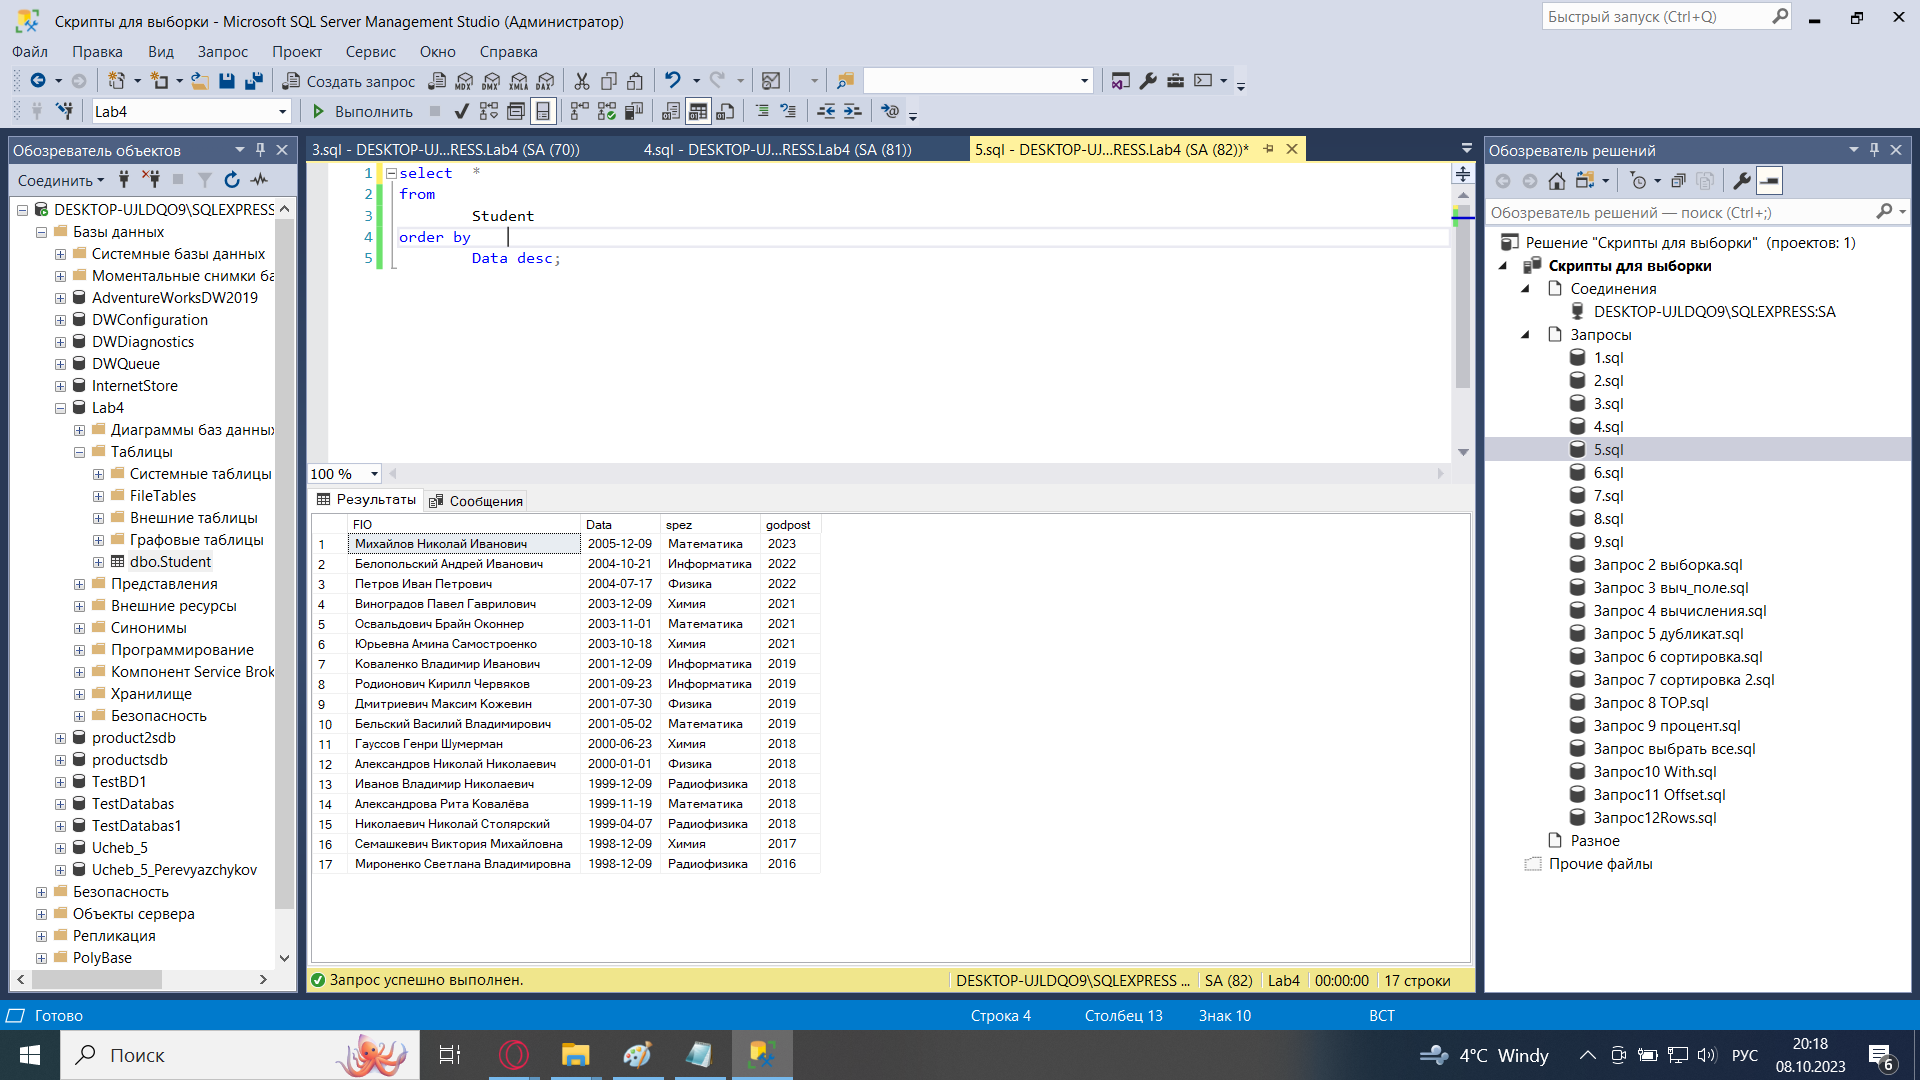 Скрипты для выборки - Microsoft SQL Server Management Studio (Администратор)
Быстрый запуск (Ctrl+Q)
Файл Правка Вид Запрос Проект Сервис Окно Справка
Создать запрос MDX DMX XMLA DAX
Lab4 Выполнить
Обозреватель объектов
Соединить
DESKTOP-UJLDQO9\SQLEXPRESS
Базы данных
Системные базы данных
Моментальные снимки ба
AdventureWorksDW2019
DWConfiguration
DWDiagnostics
DWQueue
InternetStore
Lab4
Диаграммы баз данны
Таблицы
Системные таблицы
FileTables
Внешние таблицы
Графовые таблицы
dbo.Student
Представления
Внешние ресурсы
Синонимы
Программирование
Компонент Service Brok
Хранилище
Безопасность
product2sdb
productsdb
TestBD1
TestDatabas
TestDatabas1
Ucheb_5
Ucheb_5_Perevyazchykov
Безопасность
Объекты сервера
Репликация
PolyBase
3.sql - DESKTOP-UJ...RESS.Lab4 (SA (70)) 4.sql - DESKTOP-UJ...RESS.Lab4 (SA (81)) 5.sql - DESKTOP-UJ...RESS.Lab4 (SA (82))*
1 select *
2 from
3 Student
4 order by
5 Data desc;
100 %
Результаты Сообщения
FIO Data spez godpost
1 Михайлов Николай Иванович 2005-12-09 Математика 2023
2 Белопольский Андрей Иванович 2004-10-21 Информатика 2022
3 Петров Иван Петрович 2004-07-17 Физика 2022
4 Виноградов Павел Гаврилович 2003-12-09 Химия 2021
5 Освальдович Брайн Оконнер 2003-11-01 Математика 2021
6 Юрьевна Амина Самостроенко 2003-10-18 Химия 2021
7 Коваленко Владимир Иванович 2001-12-09 Информатика 2019
8 Родионович Кирилл Червяков 2001-09-23 Информатика 2019
9 Дмитриевич Максим Кожевин 2001-07-30 Физика 2019
10 Бельский Василий Владимирович 2001-05-02 Математика 2019
11 Гауссов Генри Шумерман 2000-06-23 Химия 2018
12 Александров Николай Николаевич 2000-01-01 Физика 2018
13 Иванов Владимир Николаевич 1999-12-09 Радиофизика 2018
14 Александрова Рита Ковалёва 1999-11-19 Математика 2018
15 Николаевич Николай Столярский 1999-04-07 Радиофизика 2018
16 Семашкевич Виктория Михайловна 1998-12-09 Химия 2017
17 Мироненко Светлана Владимировна 1998-12-09 Радиофизика 2016
Запрос успешно выполнен. DESKTOP-UJLDQO9\SQLEXPRESS ... SA (82) Lab4 00:00:00 17 строки
Обозреватель решений
Обозреватель решений — поиск (Ctrl+;)
Решение "Скрипты для выборки" (проектов: 1)
Скрипты для выборки
Соединения
DESKTOP-UJLDQO9\SQLEXPRESS:SA
Запросы
1.sql
2.sql
3.sql
4.sql
5.sql
6.sql
7.sql
8.sql
9.sql
Запрос 2 выборка.sql
Запрос 3 выч_поле.sql
Запрос 4 вычисления.sql
Запрос 5 дубликат.sql
Запрос 6 сортировка.sql
Запрос 7 сортировка 2.sql
Запрос 8 TOP.sql
Запрос 9 процент.sql
Запрос выбрать все.sql
Запрос10 With.sql
Запрос11 Offset.sql
Запрос12Rows.sql
Разное
Прочие файлы
Готово Строка 4 Столбец 13 Знак 10 ВСТ
Поиск 4°C Windy РУС 20:18
08.10.2023 6